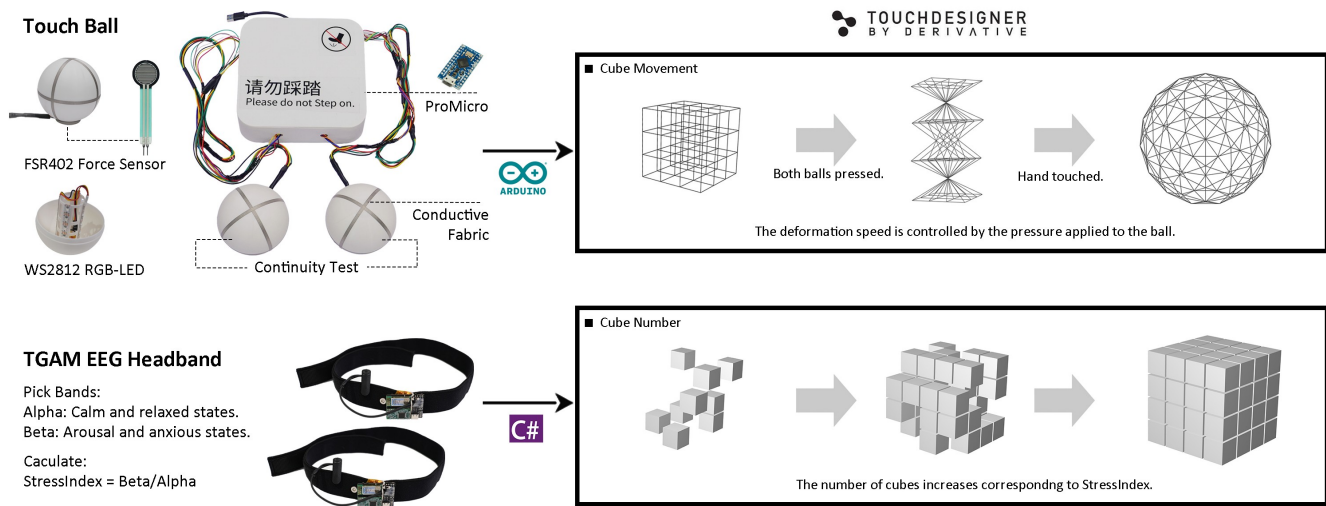 Touch Ball
TOUCHDESIGNER
BY DERIVATIVE
请勿踩踏
Please do not Step on.
ProMicro
FSR402 Force Sensor
ARDUINO
Conductive
Fabric
WS2812 RGB-LED
Continuity Test
■ Cube Movement
Both balls pressed.
Hand touched.
The deformation speed is controlled by the pressure applied to the ball.
TGAM EEG Headband
Pick Bands:
Alpha: Calm and relaxed states.
Beta: Arousal and anxious states.
Caculate:
StressIndex = Beta/Alpha
C#
■ Cube Number
The number of cubes increases correspondng to StressIndex.